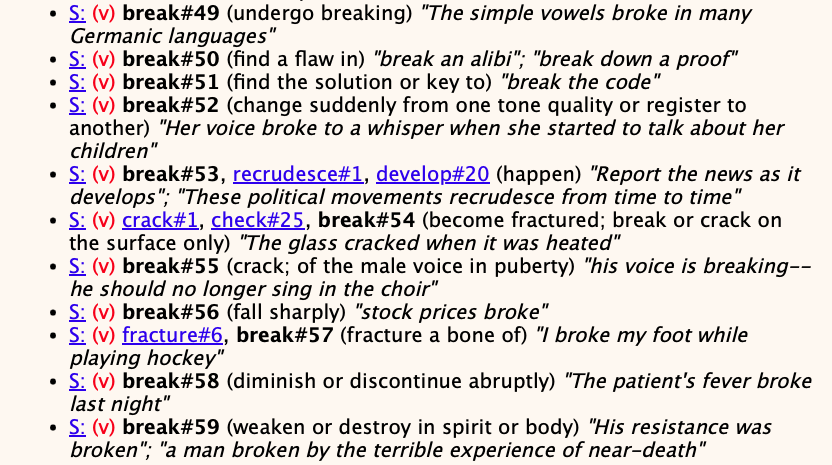 • S: (v) break#49 (undergo breaking) "The simple vowels broke in many
Germanic languages"
• S: (v) break#50 (find a flaw in) "break an alibi"; "break down a proof"
• S: (v) break#51 (find the solution or key to) "break the code"
• S: (v) break#52 (change suddenly from one tone quality or register to
another) "Her voice broke to a whisper when she started to talk about her
children"
• S: (v) break#53, recrudesce#1, develop#20 (happen) "Report the news as it
develops"; "These political movements recrudesce from time to time"
• S: (v) crack#1, check#25, break#54 (become fractured; break or crack on
the surface only) "The glass cracked when it was heated"
• S: (v) break#55 (crack; of the male voice in puberty) "his voice is breaking--
he should no longer sing in the choir"
• S: (v) break#56 (fall sharply) "stock prices broke"
• S: (v) fracture#6, break#57 (fracture a bone of) "I broke my foot while
playing hockey"
• S: (v) break#58 (diminish or discontinue abruptly) "The patient's fever broke
last night"
• S: (v) break#59 (weaken or destroy in spirit or body) "His resistance was
broken"; "a man broken by the terrible experience of near-death"